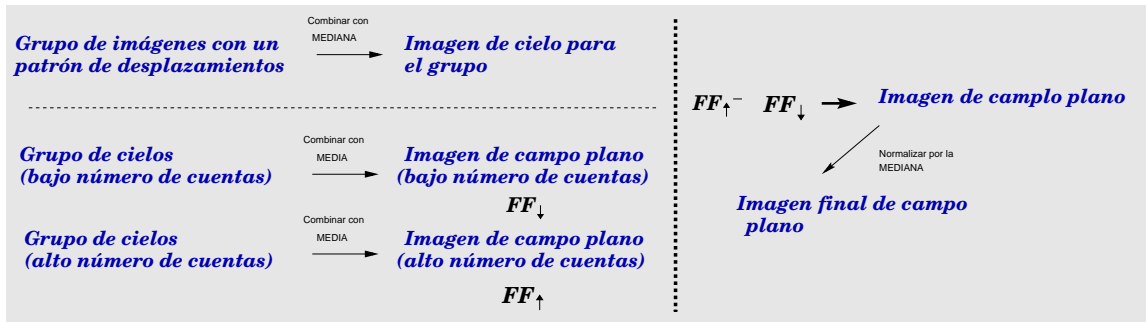 Grupo de imágenes con un
patrón de desplazamientos
Combinar con
MEDIANA
Imagen de cielo para
el grupo
Grupo de cielos
(bajo número de cuentas)
Combinar con
MEDIA
Imagen de campo plano
(bajo número de cuentas)
FF↓
Grupo de cielos
(alto número de cuentas)
Combinar con
MEDIA
Imagen de campo plano
(alto número de cuentas)
FF↑
FF↑ − FF↓ → Imagen de camplo plano
Normalizar por la
MEDIANA
Imagen final de campo
plano